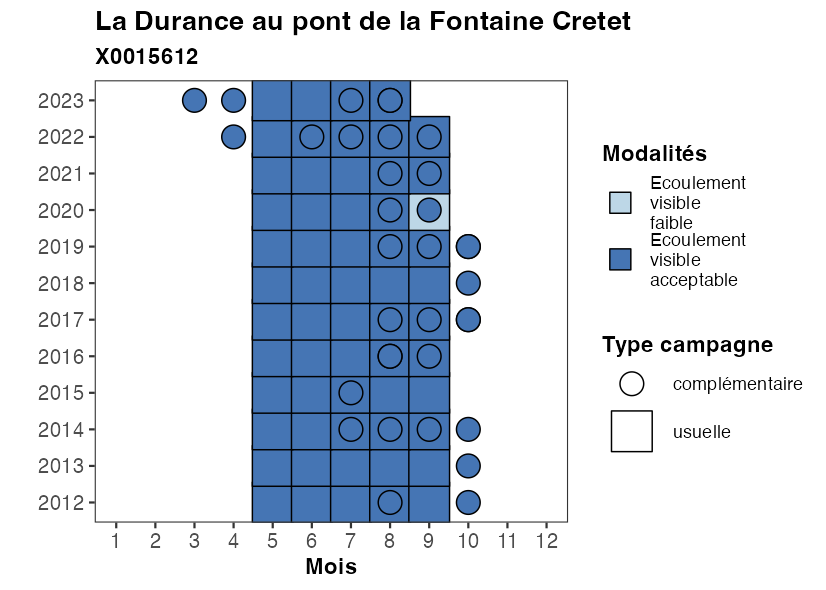 La Durance au pont de la Fontaine Cretet
X0015612
2023
2022
2021
2020
2019
2018
2017
2016
2015
2014
2013
2012
1 2 3 4 5 6 7 8 9 10 11 12
Mois
Modalités
Ecoulement
visible
faible
Ecoulement
visible
acceptable
Type campagne
complémentaire
usuelle